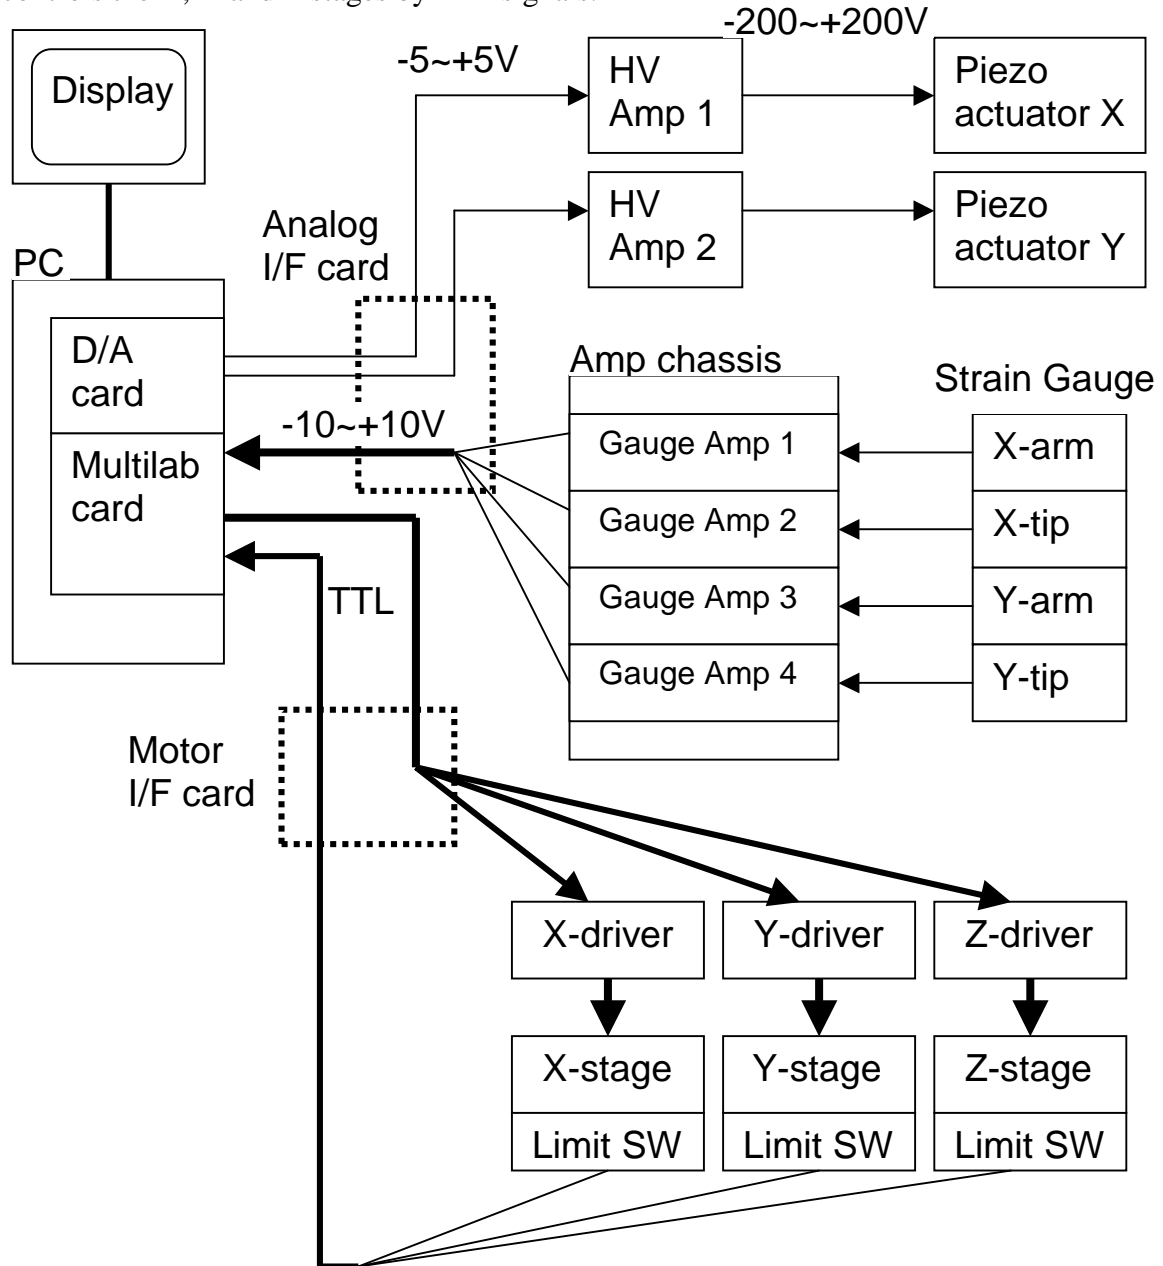 -200~+200V
-5~+5V
Display
HV
Amp 1
Piezo
actuator X
HV
Amp 2
Piezo
actuator Y
Analog
I/F card
PC
D/A
card
-10~+10V
Multilab
card
Amp chassis
Strain Gauge
Gauge Amp 1
X-arm
Gauge Amp 2
X-tip
Gauge Amp 3
Y-arm
Gauge Amp 4
Y-tip
TTL
Motor
I/F card
X-driver
Y-driver
Z-driver
X-stage
Y-stage
Z-stage
Limit SW
Limit SW
Limit SW